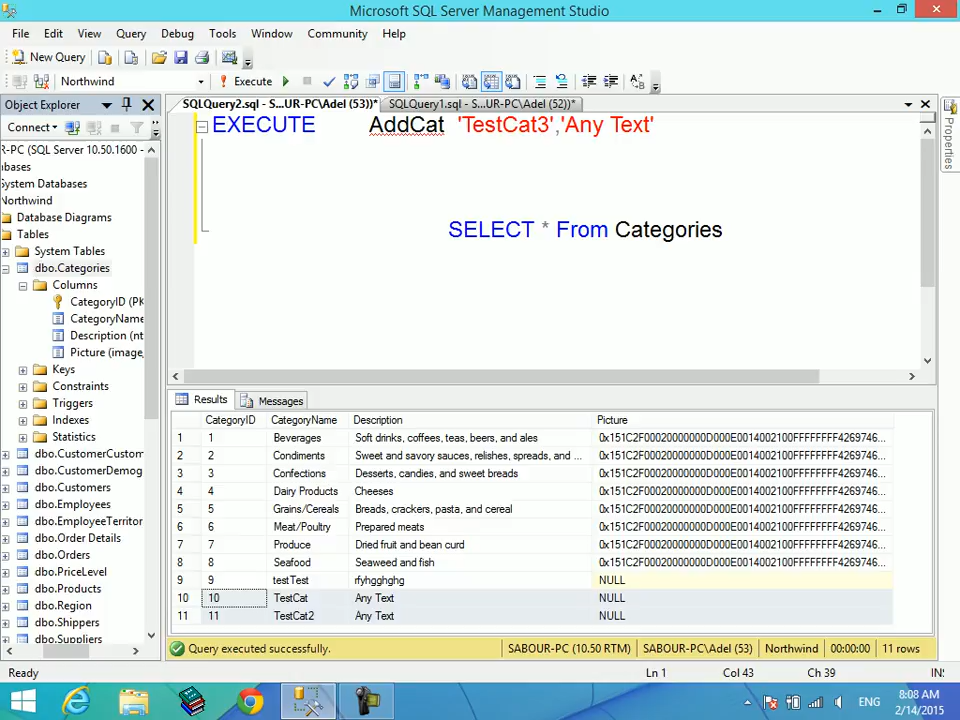 Microsoft SQL Server Management Studio
File Edit View Query Debug Tools Window Community Help
New Query
Northwind Execute
Object Explorer
SQLQuery2.sql - S...UR-PC\Adel (53))* SQLQuery1.sql - S...UR-PC\Adel (52))*
Properties
Connect
R-PC (SQL Server 10.50.1600 -
bases
System Databases
Northwind
Database Diagrams
Tables
System Tables
dbo.Categories
Columns
CategoryID (PK
CategoryName
Description (nt
Picture (image,
Keys
Constraints
Triggers
Indexes
Statistics
dbo.CustomerCustom
dbo.CustomerDemog
dbo.Customers
dbo.Employees
dbo.EmployeeTerritor
dbo.Order Details
dbo.Orders
dbo.PriceLevel
dbo.Products
dbo.Region
dbo.Shippers
dbo.Suppliers
EXECUTE AddCat 'TestCat3','Any Text'
SELECT * From Categories
Results Messages
CategoryID CategoryName Description Picture
1 1 Beverages Soft drinks, coffees, teas, beers, and ales 0x151C2F00020000000D000E0014002100FFFFFFFF4269746...
2 2 Condiments Sweet and savory sauces, relishes, spreads, and ... 0x151C2F00020000000D000E0014002100FFFFFFFF4269746...
3 3 Confections Desserts, candies, and sweet breads 0x151C2F00020000000D000E0014002100FFFFFFFF4269746...
4 4 Dairy Products Cheeses 0x151C2F00020000000D000E0014002100FFFFFFFF4269746...
5 5 Grains/Cereals Breads, crackers, pasta, and cereal 0x151C2F00020000000D000E0014002100FFFFFFFF4269746...
6 6 Meat/Poultry Prepared meats 0x151C2F00020000000D000E0014002100FFFFFFFF4269746...
7 7 Produce Dried fruit and bean curd 0x151C2F00020000000D000E0014002100FFFFFFFF4269746...
8 8 Seafood Seaweed and fish 0x151C2F00020000000D000E0014002100FFFFFFFF4269746...
9 9 testTest rfyhgghghg NULL
10 10 TestCat Any Text NULL
11 11 TestCat2 Any Text NULL
Query executed successfully. SABOUR-PC (10.50 RTM) SABOUR-PC\Adel (53) Northwind 00:00:00 11 rows
Ready Ln 1 Col 43 Ch 39 IN
ENG
8:08 AM
2/14/2015